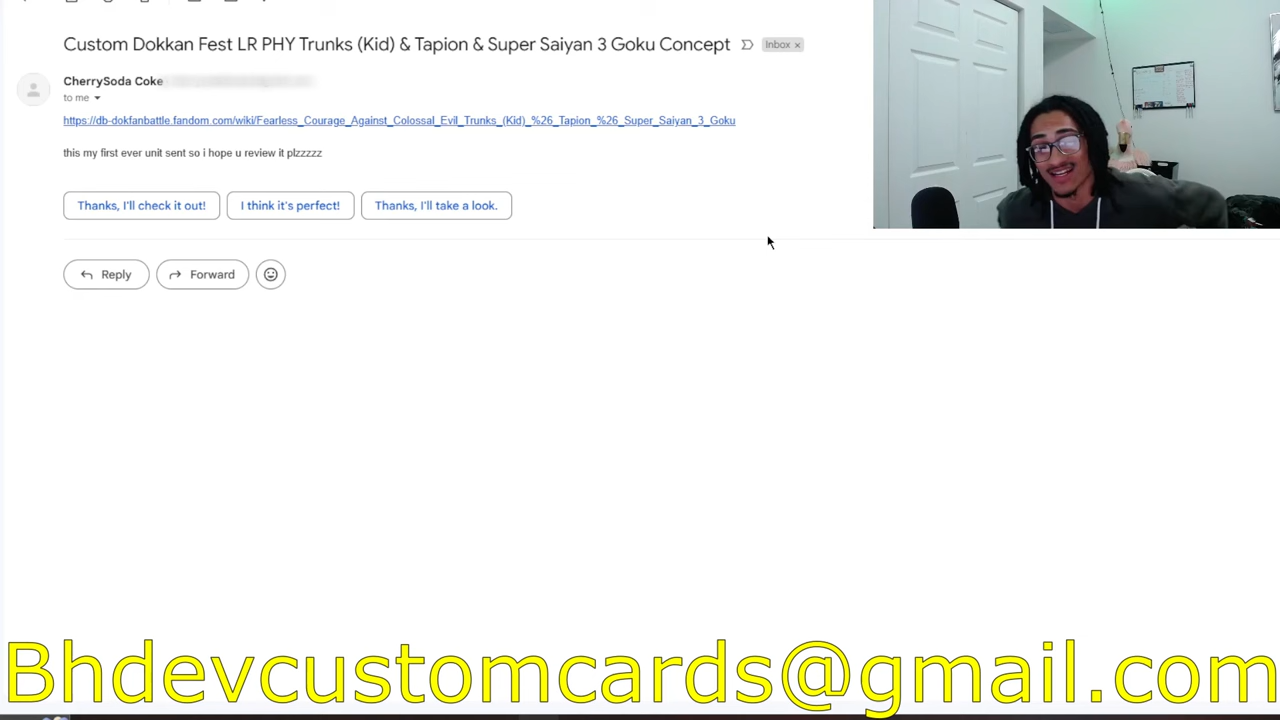 Custom Dokkan Fest LR PHY Trunks (Kid) & Tapion & Super Saiyan 3 Goku Concept Inbox ×
CherrySoda Coke
to me
https://db-dokfanbattle.fandom.com/wiki/Fearless_Courage_Against_Colossal_Evil_Trunks_(Kid)_%26_Tapion_%26_Super_Saiyan_3_Goku
this my first ever unit sent so i hope u review it plzzzzz
Thanks, I'll check it out! I think it's perfect! Thanks, I'll take a look.
Reply Forward
Bhdevcustomcards@gmail.com